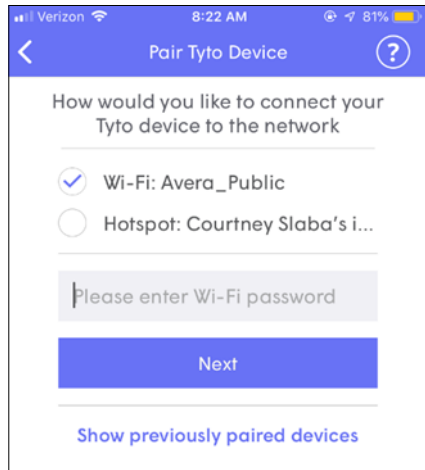 Verizon 8:22 AM 81%
Pair Tyto Device ?
How would you like to connect your
Tyto device to the network
Wi-Fi: Avera_Public
Hotspot: Courtney Slaba's i...
Please enter Wi-Fi password
Next
Show previously paired devices